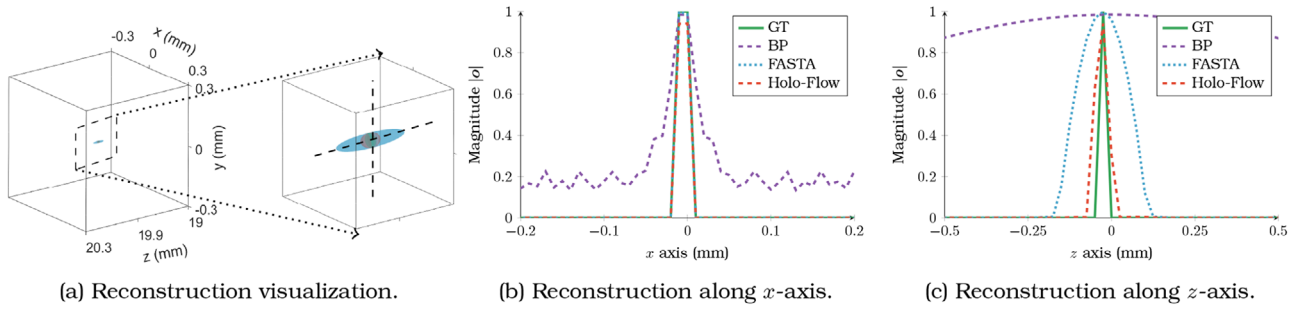 -0.3
x (mm)
0
0.3
0.3
0
y (mm)
-0.3
19
19.9
20.3
z (mm)
(a) Reconstruction visualization.
Magnitude |o|
1
0.8
0.6
0.4
0.2
0
−0.2
−0.1
0
0.1
0.2
x axis (mm)
GT
BP
FASTA
Holo-Flow
(b) Reconstruction along x-axis.
Magnitude |o|
1
0.8
0.6
0.4
0.2
0
−0.5
−0.25
0
0.25
0.5
z axis (mm)
GT
BP
FASTA
Holo-Flow
(c) Reconstruction along z-axis.